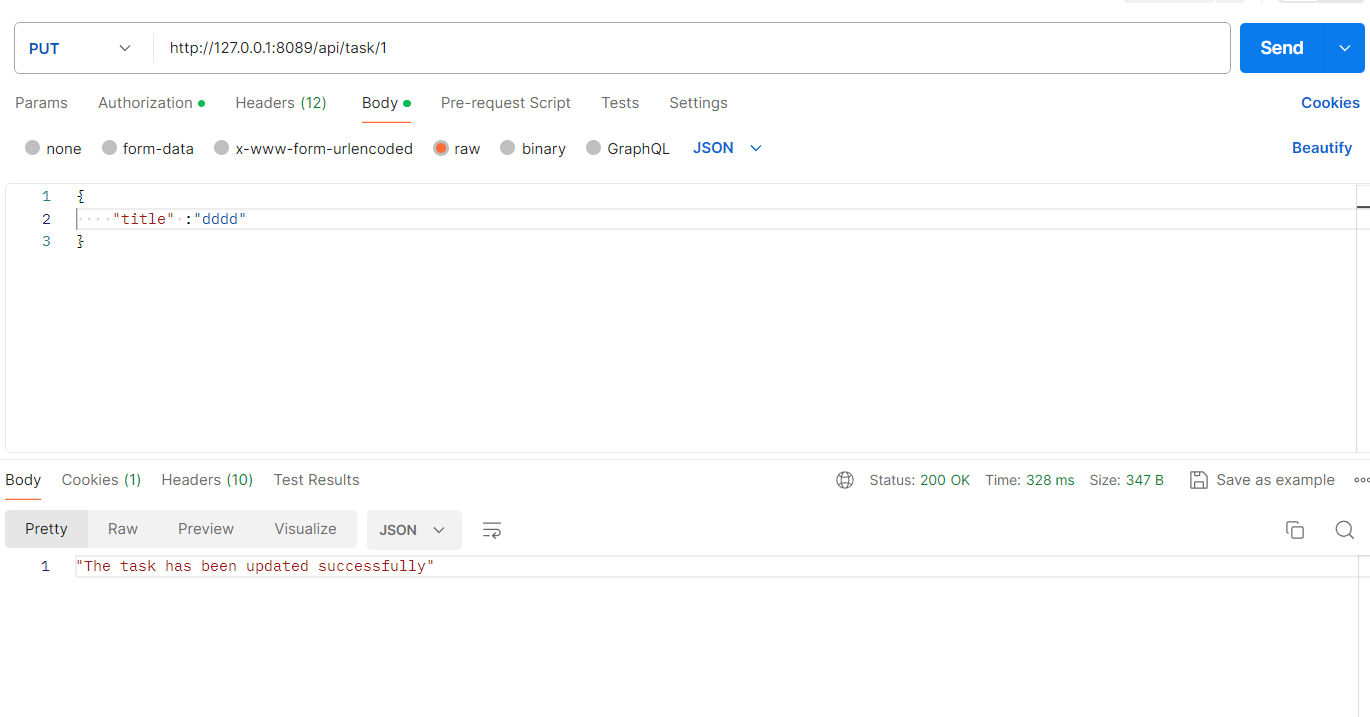 PUT http://127.0.0.1:8089/api/task/1 Send
Params Authorization Headers (12) Body Pre-request Script Tests Settings Cookies
none form-data x-www-form-urlencoded raw binary GraphQL JSON Beautify
1 {
2 "title" :"dddd"
3 }
Body Cookies (1) Headers (10) Test Results Status: 200 OK Time: 328 ms Size: 347 B Save as example
Pretty Raw Preview Visualize JSON
1 "The task has been updated successfully"